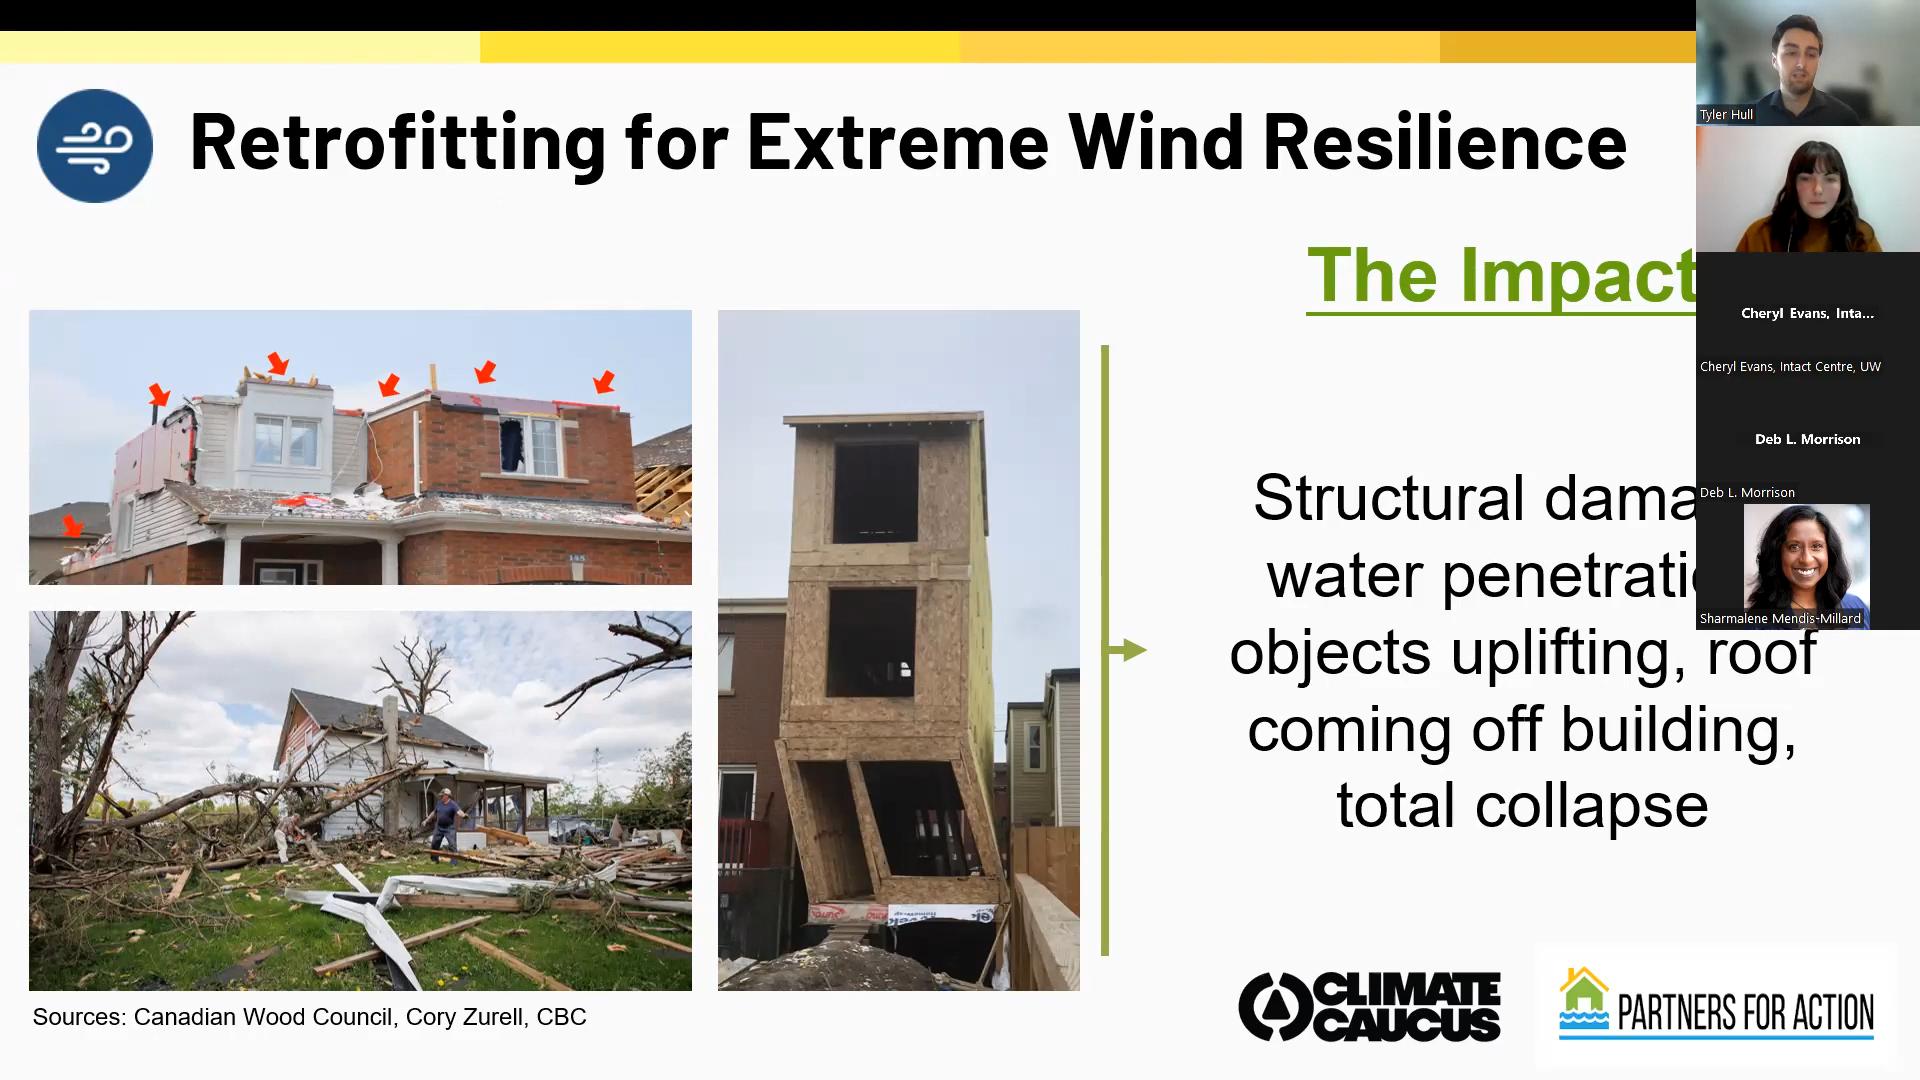 Retrofitting for Extreme Wind Resilience
The Impact
Structural dama
water penetratio
objects uplifting, roof
coming off building,
total collapse
Sources: Canadian Wood Council, Cory Zurell, CBC
CLIMATE
CAUCUS
PARTNERS FOR ACTION
Tyler Hull
Cheryl Evans, Inta...
Cheryl Evans, Intact Centre, UW
Deb L. Morrison
Deb L. Morrison
Sharmalene Mendis-Millard